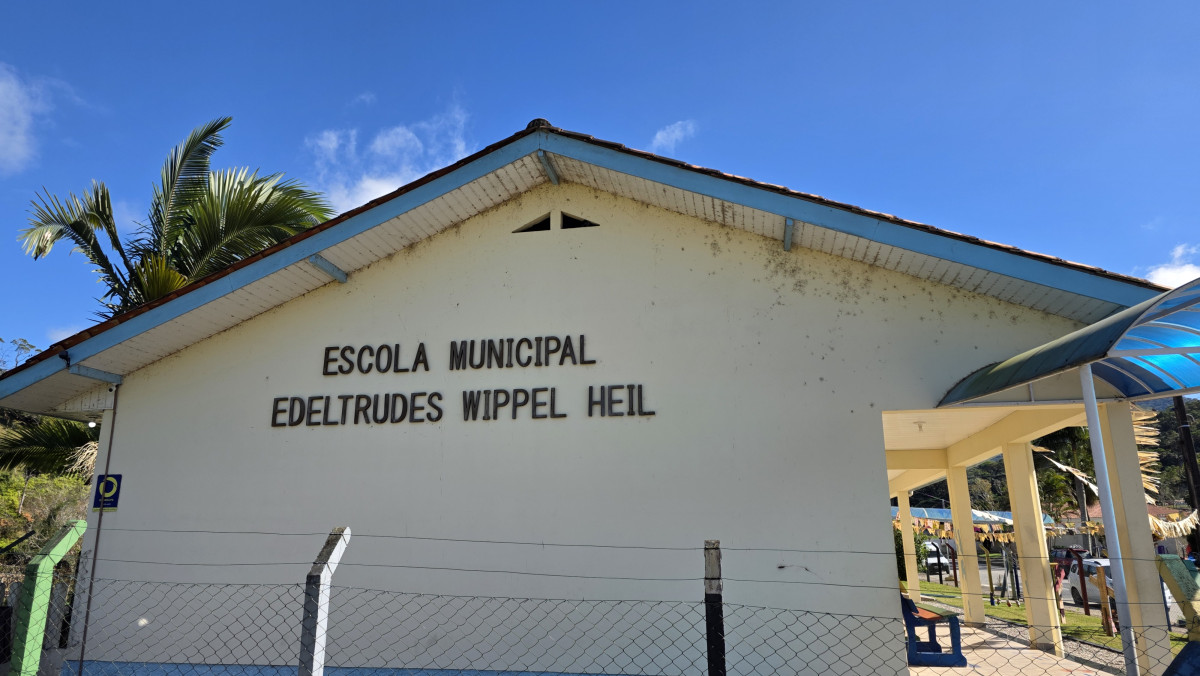 ESCOLA MUNICIPAL
EDELTRUDES WIPPEL HEIL